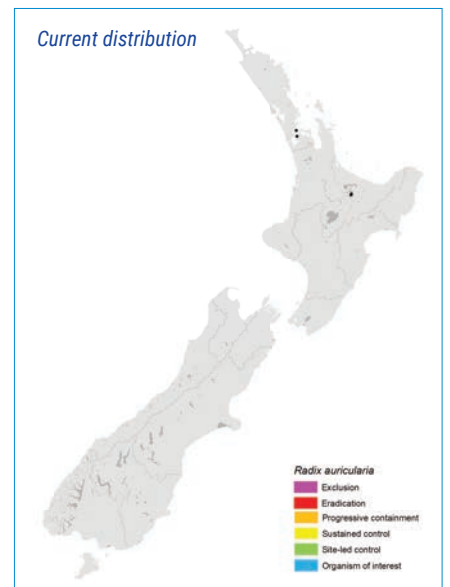 Current distribution
Radix auricularia
Exclusion
Eradication
Progressive containment
Sustained control
Site-led control
Organism of interest